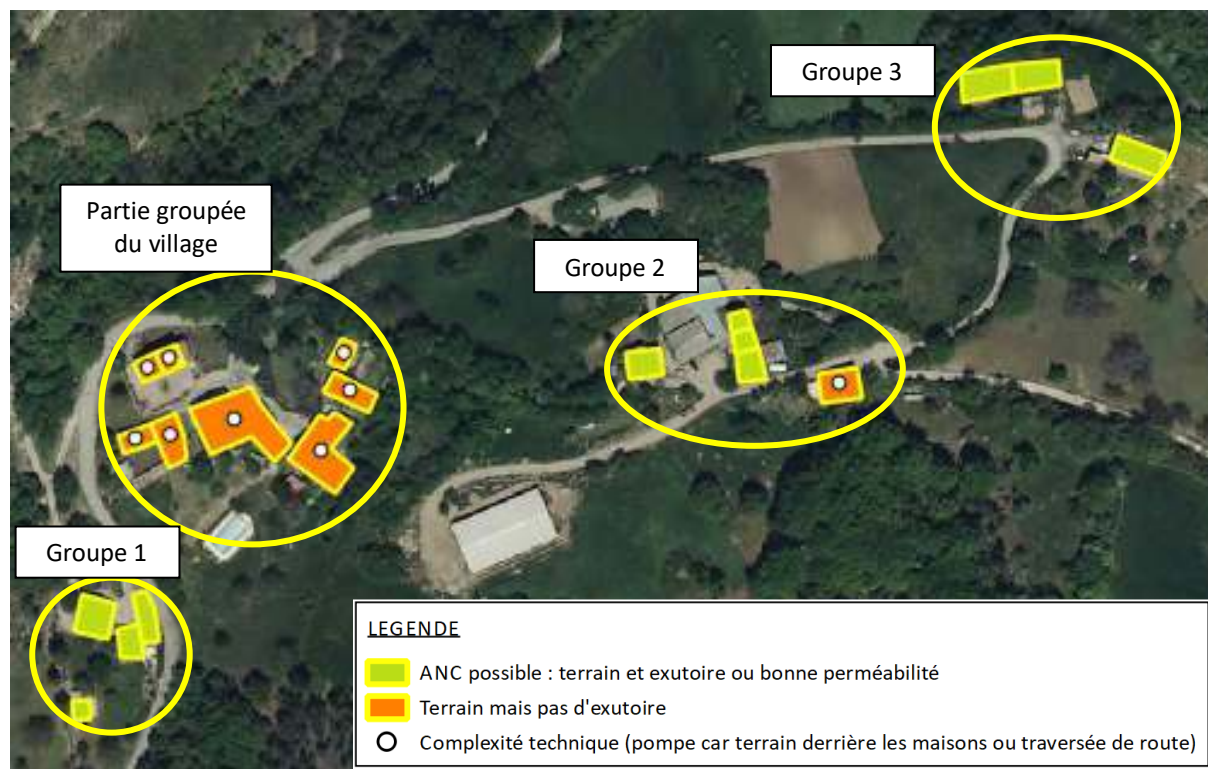 Groupe 3
Partie groupée
du village
Groupe 2
Groupe 1
LEGENDE
ANC possible : terrain et exutoire ou bonne perméabilité
Terrain mais pas d'exutoire
Complexité technique (pompe car terrain derrière les maisons ou traversée de route)